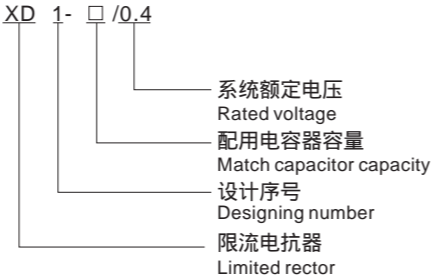 XD 1- □ /0.4
系统额定电压
Rated voltage
配用电容器容量
Match capacitor capacity
设计序号
Designing number
限流电抗器
Limited rector